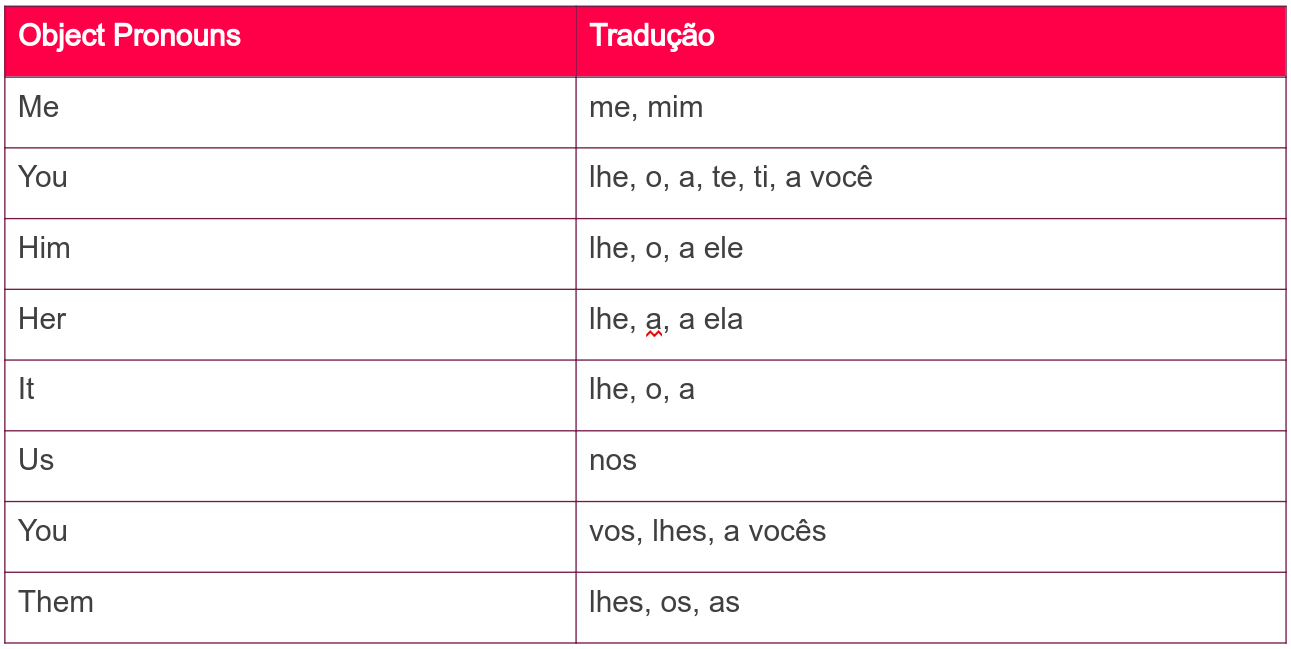 Object Pronouns Tradução
Me me, mim
You lhe, o, a, te, ti, a você
Him lhe, o, a ele
Her lhe, a, a ela
It lhe, o, a
Us nos
You vos, lhes, a vocês
Them lhes, os, as